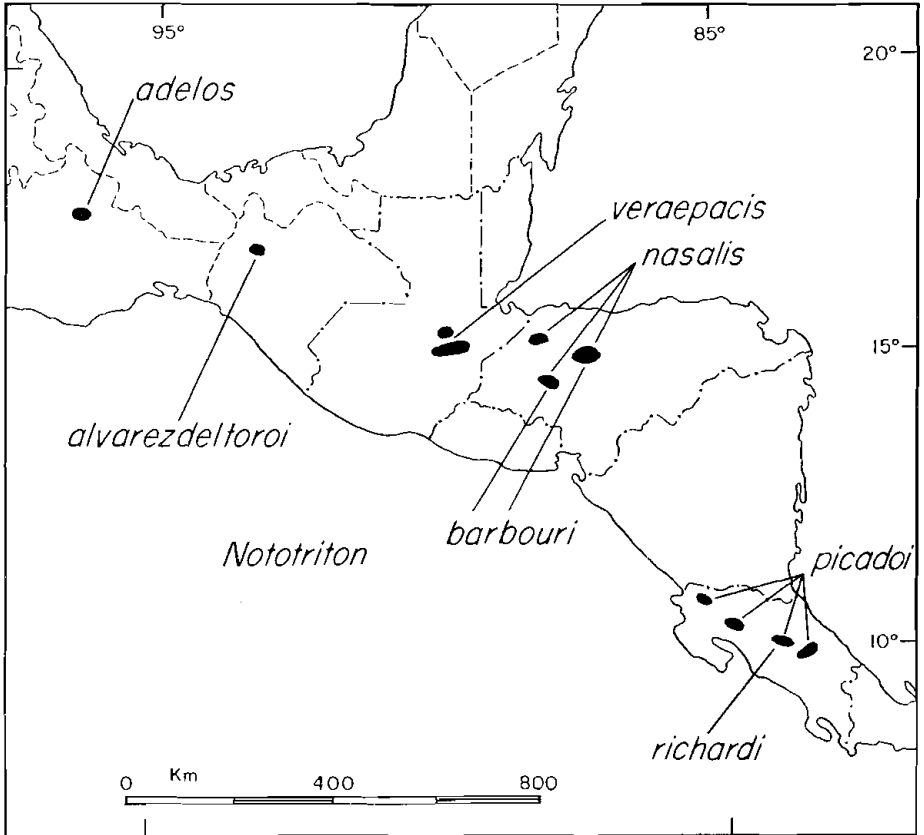 95°
85°
20°
adelos
veraepacis
nasalis
15°
alvarezdeltoroi
barbouri
Nototriton
picadoi
10°
richardi
0 Km 400 800